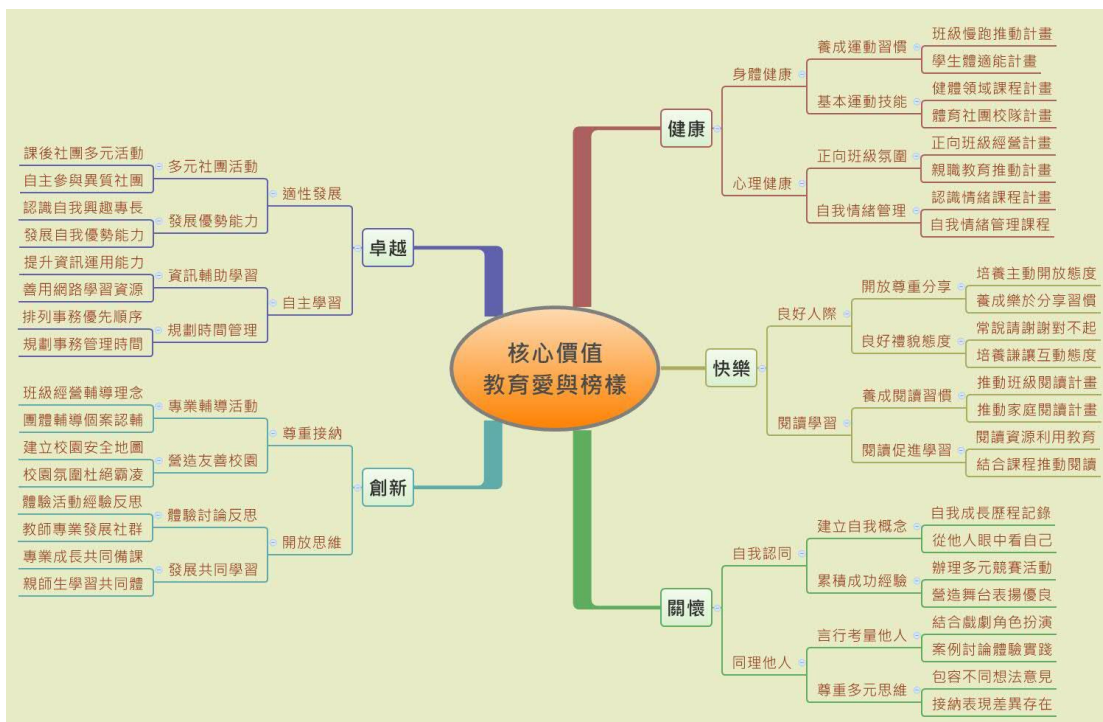 核心價值
教育愛與榜樣
健康
身體健康
養成運動習慣
班級慢跑推動計畫
學生體適能計畫
基本運動技能
健體領域課程計畫
體育社團校隊計畫
心理健康
正向班級氛圍
正向班級經營計畫
親職教育推動計畫
自我情緒管理
認識情緒課程計畫
自我情緒管理課程
快樂
良好人際
開放尊重分享
培養主動開放態度
養成樂於分享習慣
良好禮貌態度
常說請謝謝對不起
培養謙讓互動態度
閱讀學習
養成閱讀習慣
推動班級閱讀計畫
推動家庭閱讀計畫
閱讀促進學習
閱讀資源利用教育
結合課程推動閱讀
關懷
自我認同
建立自我概念
自我成長歷程記錄
從他人眼中看自己
累積成功經驗
辦理多元競賽活動
營造舞台表揚優良
同理他人
言行考量他人
結合戲劇角色扮演
案例討論體驗實踐
尊重多元思維
包容不同想法意見
接納表現差異存在
卓越
適性發展
多元社團活動
課後社團多元活動
自主參與異質社團
發展優勢能力
認識自我興趣專長
發展自我優勢能力
自主學習
資訊輔助學習
提升資訊運用能力
善用網路學習資源
規劃時間管理
排列事務優先順序
規劃事務管理時間
創新
尊重接納
專業輔導活動
班級經營輔導理念
團體輔導個案認輔
營造友善校園
建立校園安全地圖
校園氛圍杜絕霸凌
開放思維
體驗討論反思
體驗活動經驗反思
教師專業發展社群
發展共同學習
專業成長共同備課
親師生學習共同體